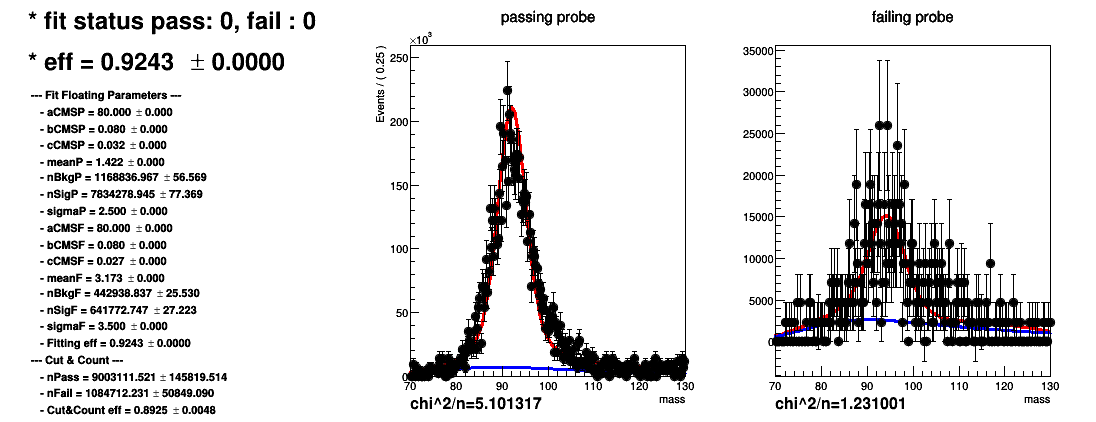 * fit status pass: 0, fail : 0
* eff = 0.9243 ± 0.0000
--- Fit Floating Parameters ---
- aCMSP = 80.000 ± 0.000
- bCMSP = 0.080 ± 0.000
- cCMSP = 0.032 ± 0.000
- meanP = 1.422 ± 0.000
- nBkgP = 1168836.967 ± 56.569
- nSigP = 7834278.945 ± 77.369
- sigmaP = 2.500 ± 0.000
- aCMSF = 80.000 ± 0.000
- bCMSF = 0.080 ± 0.000
- cCMSF = 0.027 ± 0.000
- meanF = 3.173 ± 0.000
- nBkgF = 442938.837 ± 25.530
- nSigF = 641772.747 ± 27.223
- sigmaF = 3.500 ± 0.000
- Fitting eff = 0.9243 ± 0.0000
--- Cut & Count ---
- nPass = 9003111.521 ± 145819.514
- nFail = 1084712.231 ± 50849.090
- Cut&Count eff = 0.8925 ± 0.0048
passing probe
×10³
Events / ( 0.25 )
250
200
150
100
50
0
70 80 90 100 110 120 130
mass
chi^2/n=5.101317
failing probe
35000
30000
25000
20000
15000
10000
5000
0
70 80 90 100 110 120 130
mass
chi^2/n=1.231001